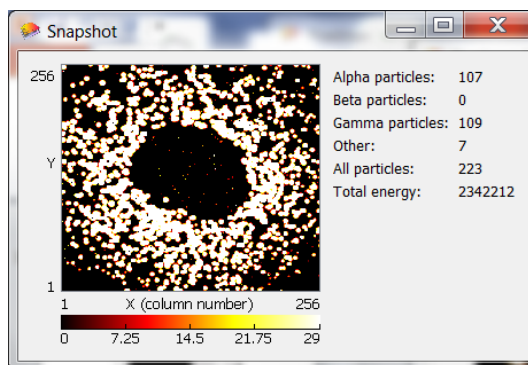 Snapshot
256
Y
1
1 X (column number) 256
0 7.25 14.5 21.75 29
Alpha particles: 107
Beta particles: 0
Gamma particles: 109
Other: 7
All particles: 223
Total energy: 2342212